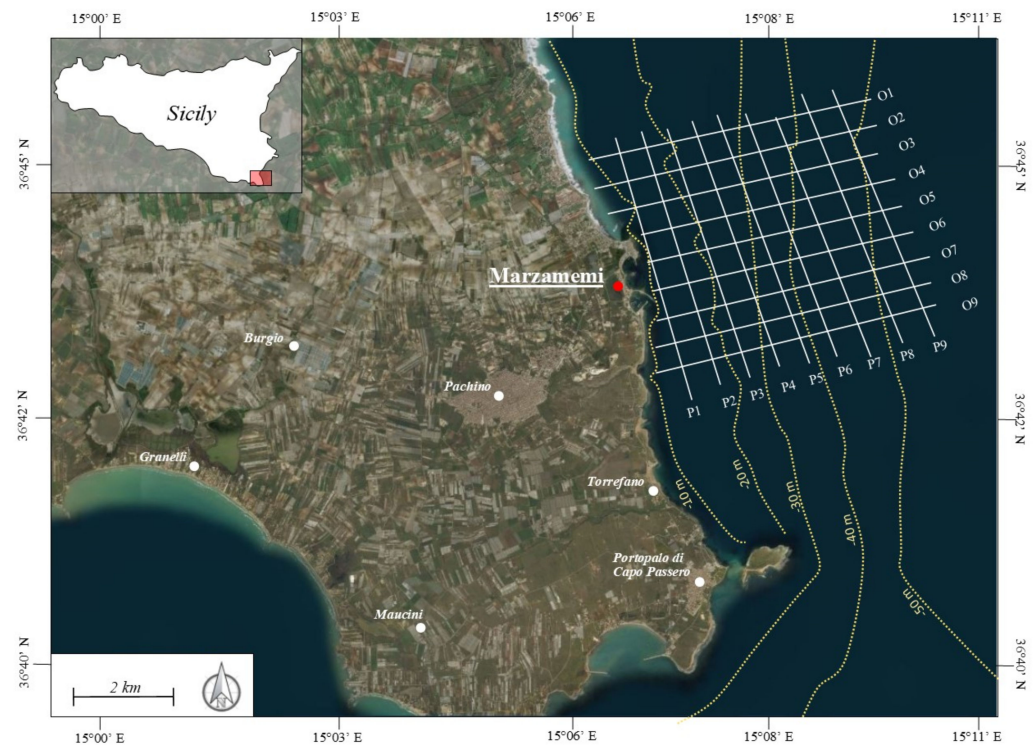 15°00’ E
15°03’ E
15°06’ E
15°08’ E
15°11’ E
Sicily
O1
O2
O3
O4
O5
O6
O7
O8
O9
36°45’ N
36°45’ N
Marzamemi
Burgio
Pachino
P1
P2
P3
P4
P5
P6
P7
P8
P9
36°42’ N
36°42’ N
Granelli
Torrefano
-10 m
-20 m
-30 m
-40 m
-50 m
Portopalo di
Capo Passero
Maucini
36°40’ N
36°40’ N
2 km
N
15°00’ E
15°03’ E
15°06’ E
15°08’ E
15°11’ E